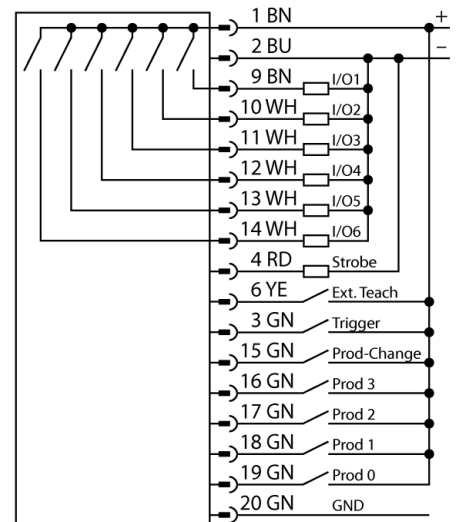 1 BN +
2 BU −
9 BN I/O1
10 WH I/O2
11 WH I/O3
12 WH I/O4
13 WH I/O5
14 WH I/O6
4 RD Strobe
6 YE Ext. Teach
3 GN Trigger
15 GN Prod-Change
16 GN Prod 3
17 GN Prod 2
18 GN Prod 1
19 GN Prod 0
20 GN GND